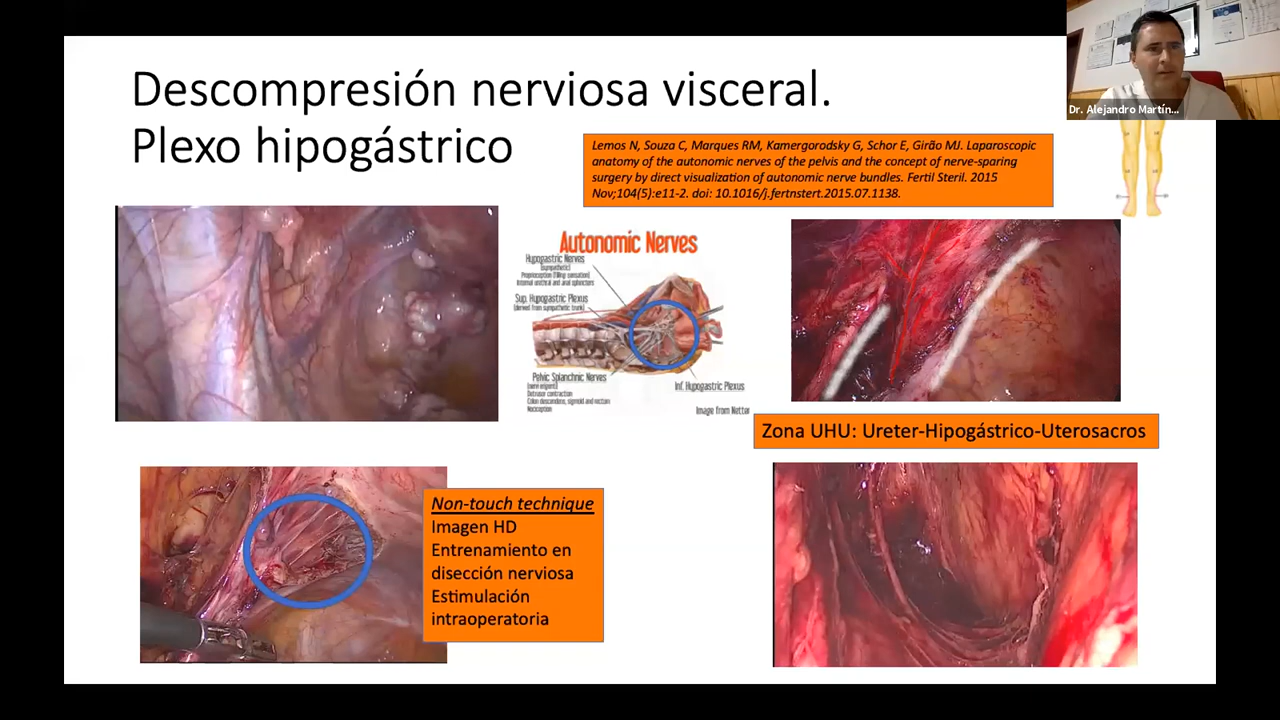 Descompresión nerviosa visceral.
Plexo hipogástrico
Dr. Alejandro Martín...
Lemos N, Souza C, Marques RM, Kamergorodsky G, Schor E, Girão MJ. Laparoscopic
anatomy of the autonomic nerves of the pelvis and the concept of nerve-sparing
surgery by direct visualization of autonomic nerve bundles. Fertil Steril. 2015
Nov;104(5):e11-2. doi: 10.1016/j.fertnstert.2015.07.1138.
Autonomic Nerves
Hypogastric Nerves
(sympathetic)
Proprioception (filling sensation)
Internal urethral and anal sphincters
Sup. Hypogastric Plexus
(derived from sympathetic trunk)
Pelvic Splanchnic Nerves
(nervi erigenti)
Detrusor contraction
Colon descendens, sigmoid and rectum
Nociception
Inf. Hypogastric Plexus
Image from Netter
Zona UHU: Ureter-Hipogástrico-Uterosacros
Non-touch technique
Imagen HD
Entrenamiento en
disección nerviosa
Estimulación
intraoperatoria